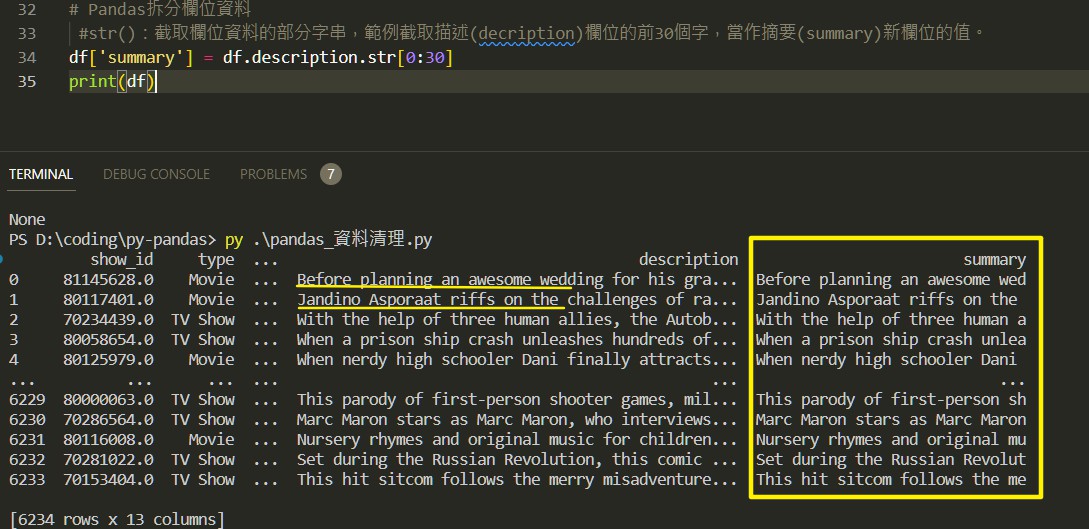 32 # Pandas拆分欄位資料
33 #str()：截取欄位資料的部分字串，範例截取描述(decription)欄位的前30個字，當作摘要(summary)新欄位的值。
34 df['summary'] = df.description.str[0:30]
35 print(df)
TERMINAL DEBUG CONSOLE PROBLEMS 7
None
PS D:\coding\py-pandas> py .\pandas_資料清理.py
show_id type ... description summary
0 81145628.0 Movie ... Before planning an awesome wedding for his gra... Before planning an awesome wed
1 80117401.0 Movie ... Jandino Asporaat riffs on the challenges of ra... Jandino Asporaat riffs on the
2 70234439.0 TV Show ... With the help of three human allies, the Autob... With the help of three human a
3 80058654.0 TV Show ... When a prison ship crash unleashes hundreds of... When a prison ship crash unlea
4 80125979.0 Movie ... When nerdy high schooler Dani finally attracts... When nerdy high schooler Dani
... ... ... ... ... ...
6229 80000063.0 TV Show ... This parody of first-person shooter games, mil... This parody of first-person sh
6230 70286564.0 TV Show ... Marc Maron stars as Marc Maron, who interviews... Marc Maron stars as Marc Maron
6231 80116008.0 Movie ... Nursery rhymes and original music for children... Nursery rhymes and original mu
6232 70281022.0 TV Show ... Set during the Russian Revolution, this comic ... Set during the Russian Revolut
6233 70153404.0 TV Show ... This hit sitcom follows the merry misadventure... This hit sitcom follows the me
[6234 rows x 13 columns]